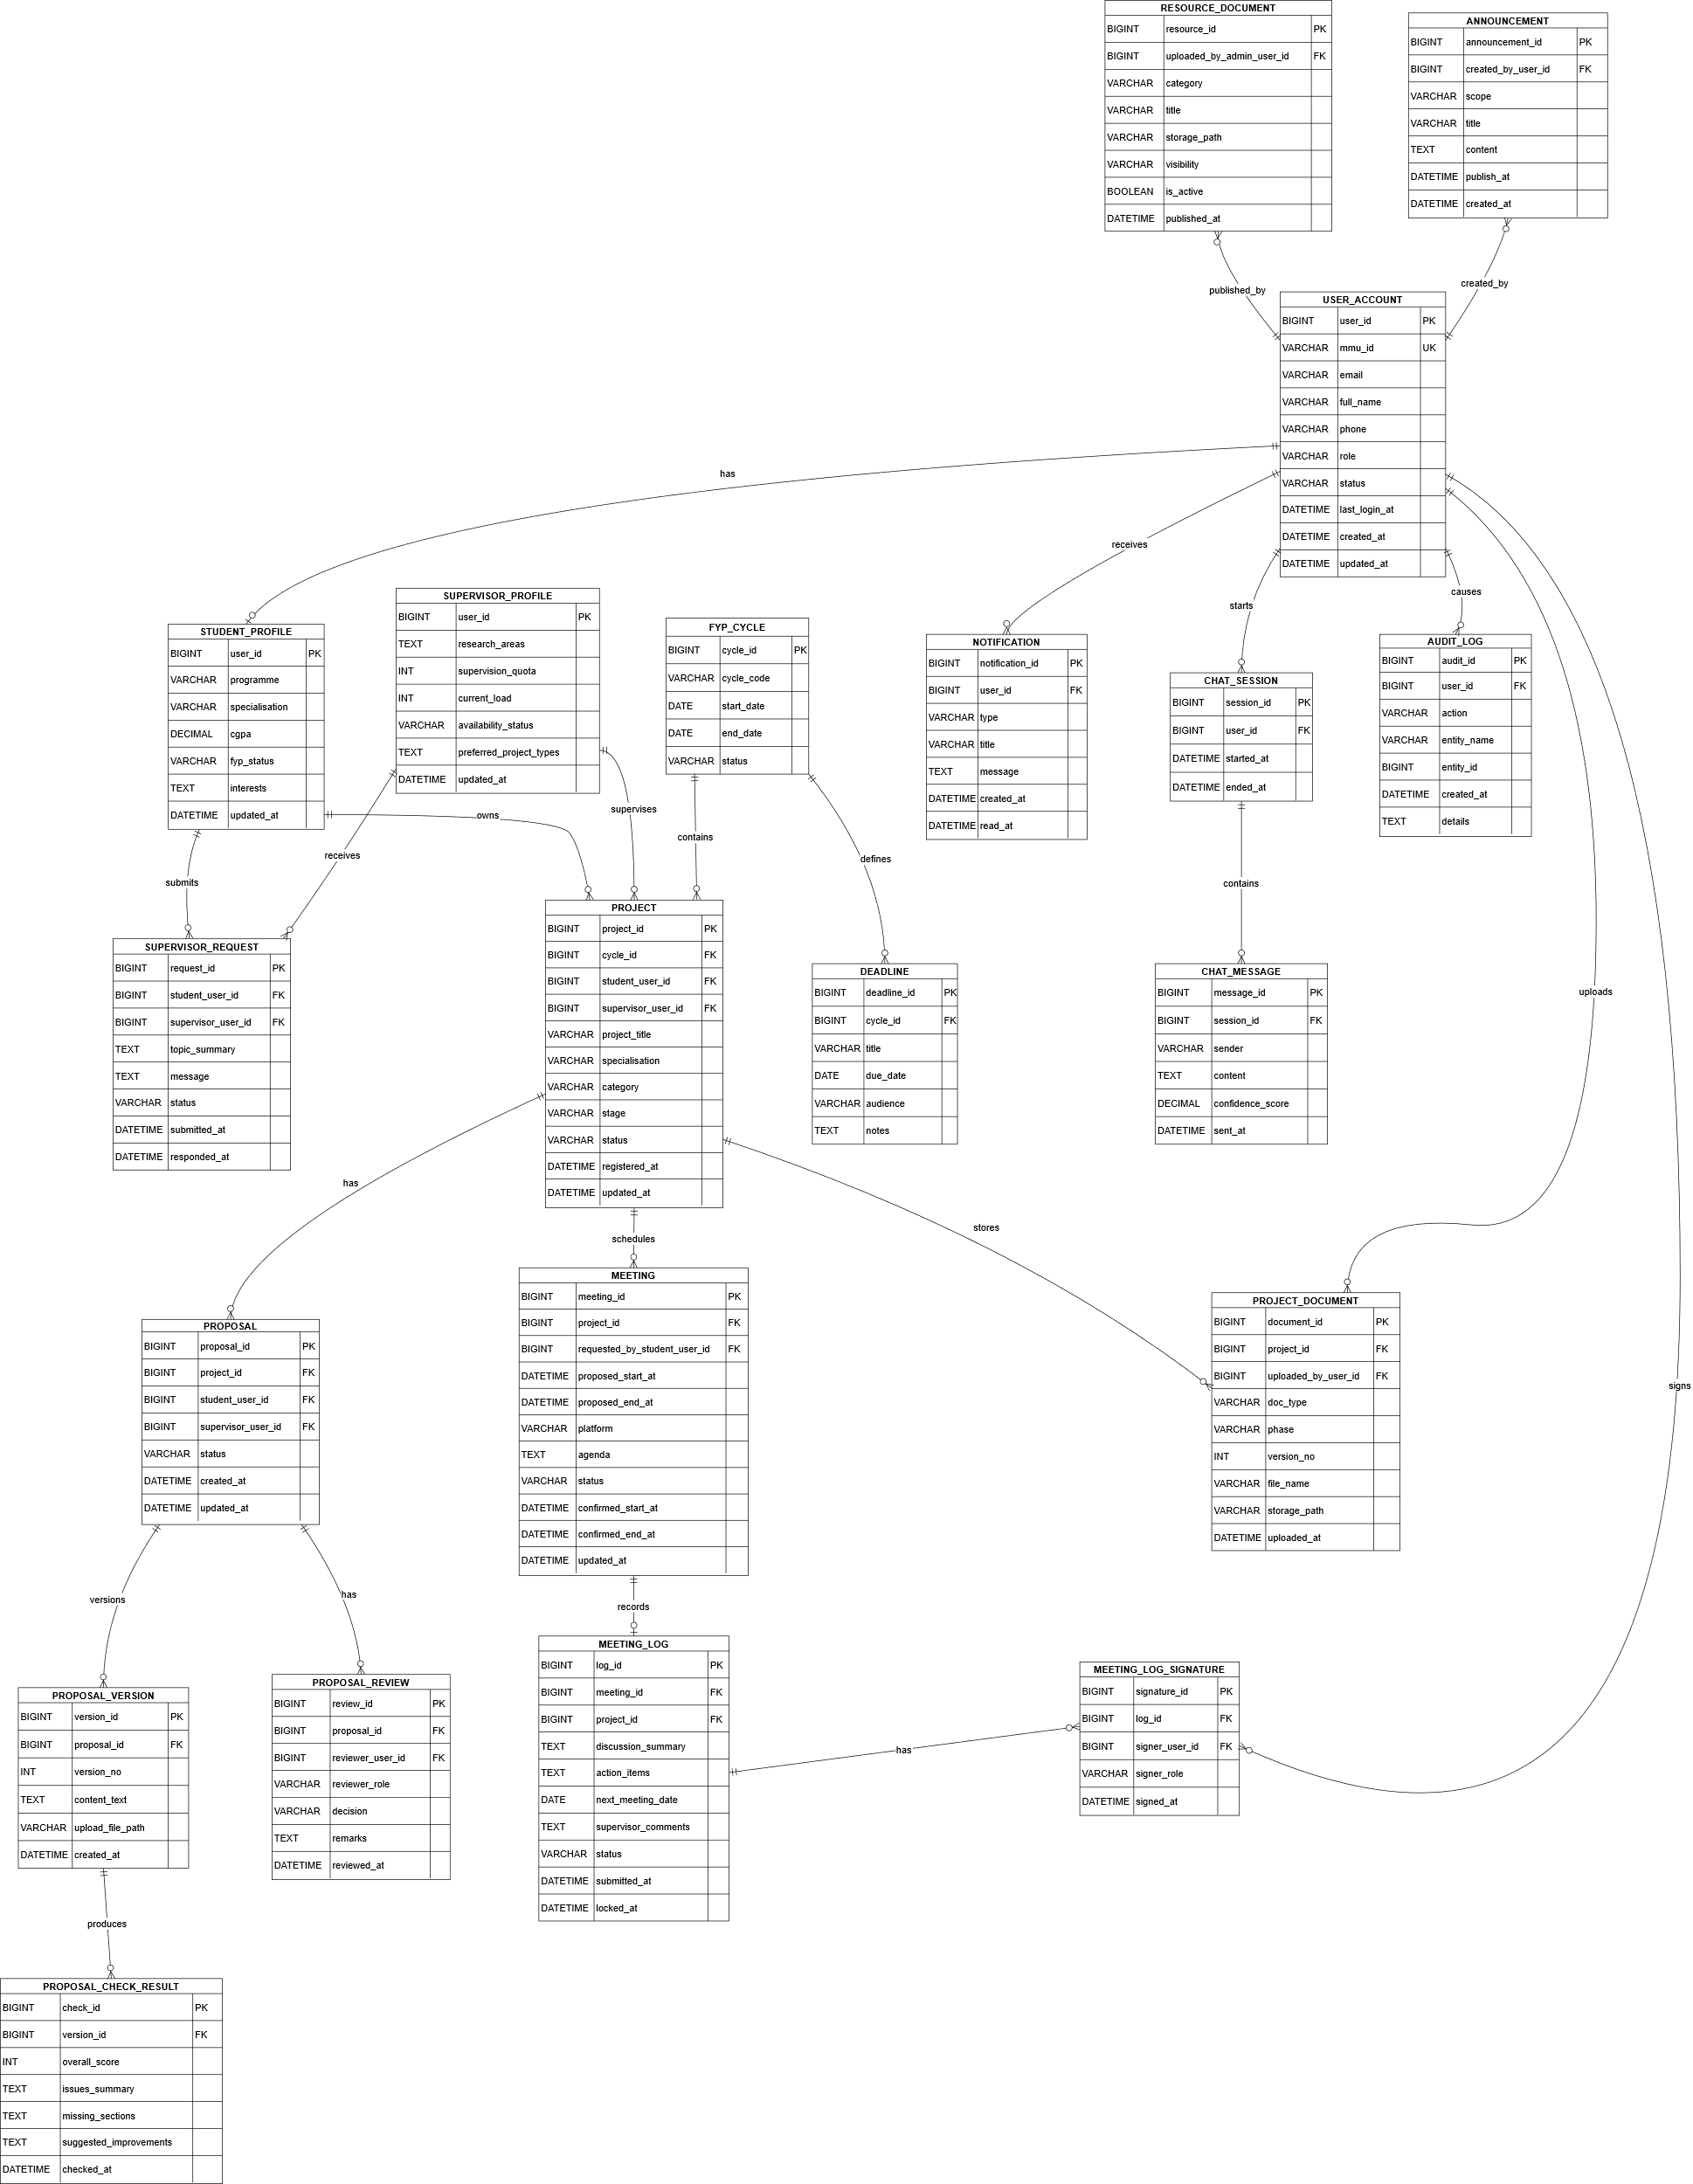 RESOURCE_DOCUMENT
BIGINT resource_id PK
BIGINT uploaded_by_admin_user_id FK
VARCHAR category
VARCHAR title
VARCHAR storage_path
VARCHAR visibility
BOOLEAN is_active
DATETIME published_at
ANNOUNCEMENT
BIGINT announcement_id PK
BIGINT created_by_user_id FK
VARCHAR scope
VARCHAR title
TEXT content
DATETIME publish_at
DATETIME created_at
published_by
created_by
USER_ACCOUNT
BIGINT user_id PK
VARCHAR mmu_id UK
VARCHAR email
VARCHAR full_name
VARCHAR phone
VARCHAR role
VARCHAR status
DATETIME last_login_at
DATETIME created_at
DATETIME updated_at
has
receives
starts
causes
STUDENT_PROFILE
BIGINT user_id PK
VARCHAR programme
VARCHAR specialisation
DECIMAL cgpa
VARCHAR fyp_status
TEXT interests
DATETIME updated_at
SUPERVISOR_PROFILE
BIGINT user_id PK
TEXT research_areas
INT supervision_quota
INT current_load
VARCHAR availability_status
TEXT preferred_project_types
DATETIME updated_at
FYP_CYCLE
BIGINT cycle_id PK
VARCHAR cycle_code
DATE start_date
DATE end_date
VARCHAR status
NOTIFICATION
BIGINT notification_id PK
BIGINT user_id FK
VARCHAR type
VARCHAR title
TEXT message
DATETIME created_at
DATETIME read_at
CHAT_SESSION
BIGINT session_id PK
BIGINT user_id FK
DATETIME started_at
DATETIME ended_at
AUDIT_LOG
BIGINT audit_id PK
BIGINT user_id FK
VARCHAR action
VARCHAR entity_name
BIGINT entity_id
DATETIME created_at
TEXT details
owns
supervises
contains
receives
submits
defines
contains
uploads
signs
SUPERVISOR_REQUEST
BIGINT request_id PK
BIGINT student_user_id FK
BIGINT supervisor_user_id FK
TEXT topic_summary
TEXT message
VARCHAR status
DATETIME submitted_at
DATETIME responded_at
PROJECT
BIGINT project_id PK
BIGINT cycle_id FK
BIGINT student_user_id FK
BIGINT supervisor_user_id FK
VARCHAR project_title
VARCHAR specialisation
VARCHAR category
VARCHAR stage
VARCHAR status
DATETIME registered_at
DATETIME updated_at
DEADLINE
BIGINT deadline_id PK
BIGINT cycle_id FK
VARCHAR title
DATE due_date
VARCHAR audience
TEXT notes
CHAT_MESSAGE
BIGINT message_id PK
BIGINT session_id FK
VARCHAR sender
TEXT content
DECIMAL confidence_score
DATETIME sent_at
has
schedules
stores
PROPOSAL
BIGINT proposal_id PK
BIGINT project_id FK
BIGINT student_user_id FK
BIGINT supervisor_user_id FK
VARCHAR status
DATETIME created_at
DATETIME updated_at
MEETING
BIGINT meeting_id PK
BIGINT project_id FK
BIGINT requested_by_student_user_id FK
DATETIME proposed_start_at
DATETIME proposed_end_at
VARCHAR platform
TEXT agenda
VARCHAR status
DATETIME confirmed_start_at
DATETIME confirmed_end_at
DATETIME updated_at
PROJECT_DOCUMENT
BIGINT document_id PK
BIGINT project_id FK
BIGINT uploaded_by_user_id FK
VARCHAR doc_type
VARCHAR phase
INT version_no
VARCHAR file_name
VARCHAR storage_path
DATETIME uploaded_at
versions
has
records
PROPOSAL_VERSION
BIGINT version_id PK
BIGINT proposal_id FK
INT version_no
TEXT content_text
VARCHAR upload_file_path
DATETIME created_at
PROPOSAL_REVIEW
BIGINT review_id PK
BIGINT proposal_id FK
BIGINT reviewer_user_id FK
VARCHAR reviewer_role
VARCHAR decision
TEXT remarks
DATETIME reviewed_at
MEETING_LOG
BIGINT log_id PK
BIGINT meeting_id FK
BIGINT project_id FK
TEXT discussion_summary
TEXT action_items
DATE next_meeting_date
TEXT supervisor_comments
VARCHAR status
DATETIME submitted_at
DATETIME locked_at
has
MEETING_LOG_SIGNATURE
BIGINT signature_id PK
BIGINT log_id FK
BIGINT signer_user_id FK
VARCHAR signer_role
DATETIME signed_at
produces
PROPOSAL_CHECK_RESULT
BIGINT check_id PK
BIGINT version_id FK
INT overall_score
TEXT issues_summary
TEXT missing_sections
TEXT suggested_improvements
DATETIME checked_at